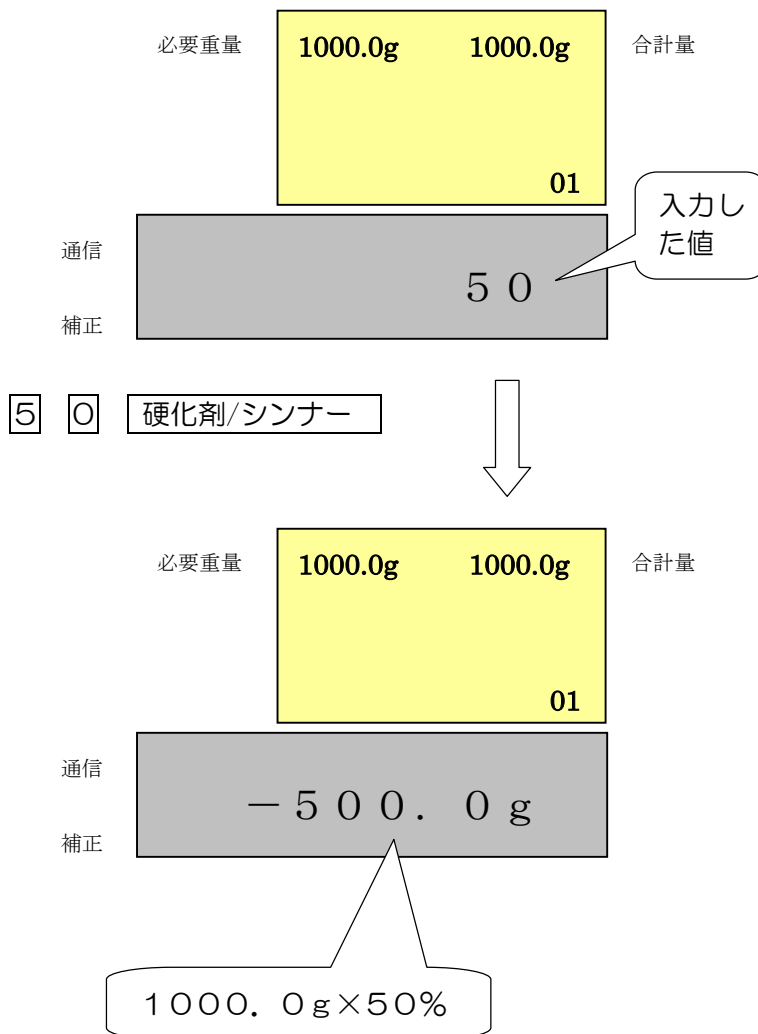 必要重量 1000.0g 1000.0g 合計量
01
入力し
た値
通信
50
補正
5 0 硬化剤/シンナー
必要重量 1000.0g 1000.0g 合計量
01
通信
－500．0g
補正
1000．0g×50%